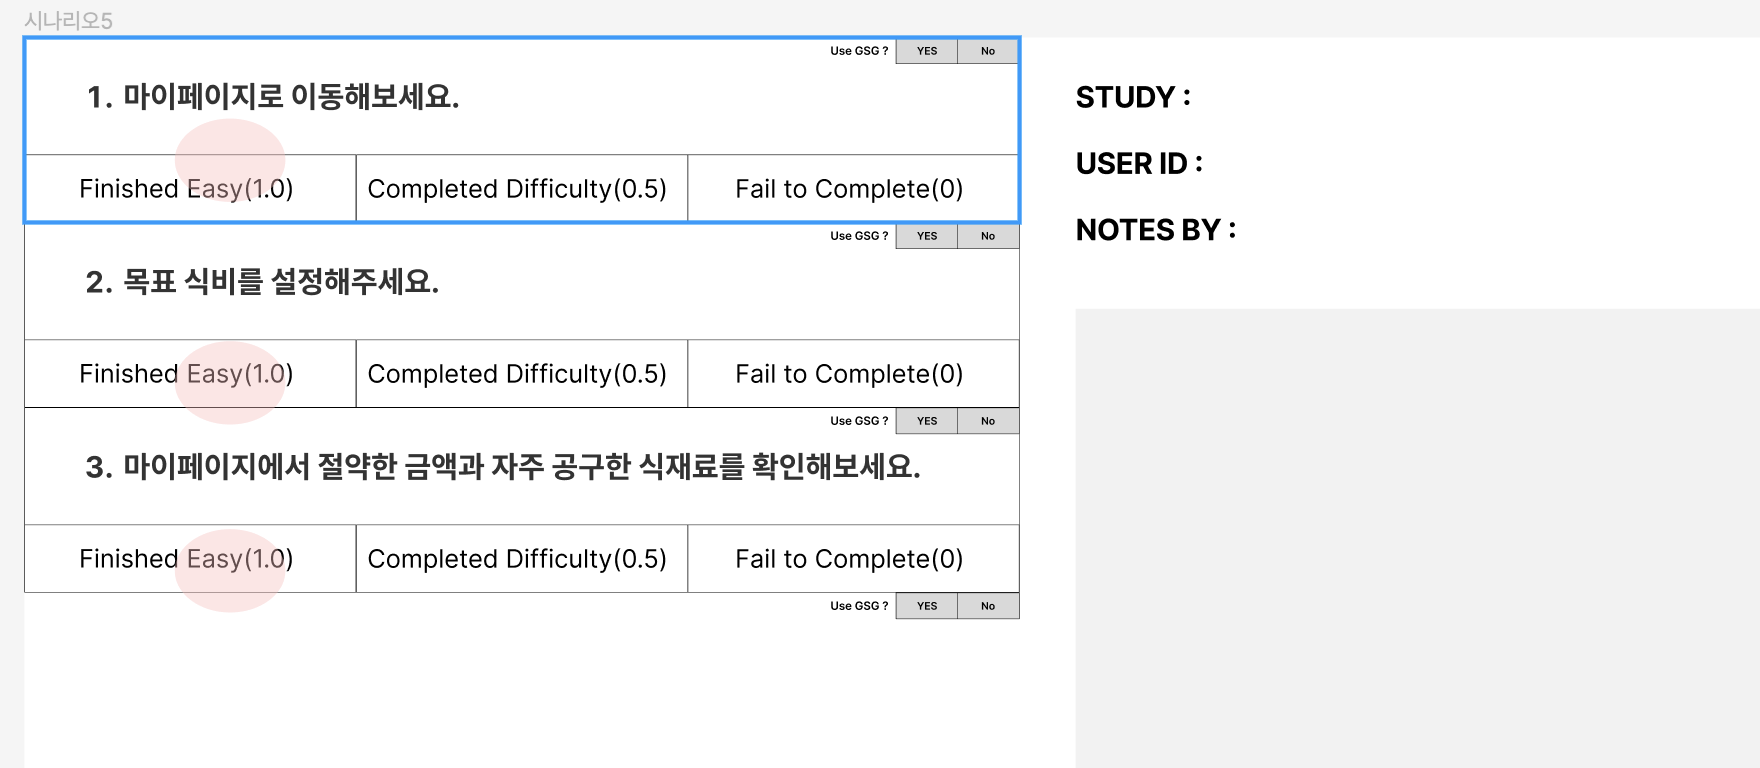 시나리오5
Use GSG ? YES No
1. 마이페이지로 이동해보세요.
Finished Easy(1.0) Completed Difficulty(0.5) Fail to Complete(0)
Use GSG ? YES No
2. 목표 식비를 설정해주세요.
Finished Easy(1.0) Completed Difficulty(0.5) Fail to Complete(0)
Use GSG ? YES No
3. 마이페이지에서 절약한 금액과 자주 공구한 식재료를 확인해보세요.
Finished Easy(1.0) Completed Difficulty(0.5) Fail to Complete(0)
Use GSG ? YES No
STUDY :
USER ID :
NOTES BY :